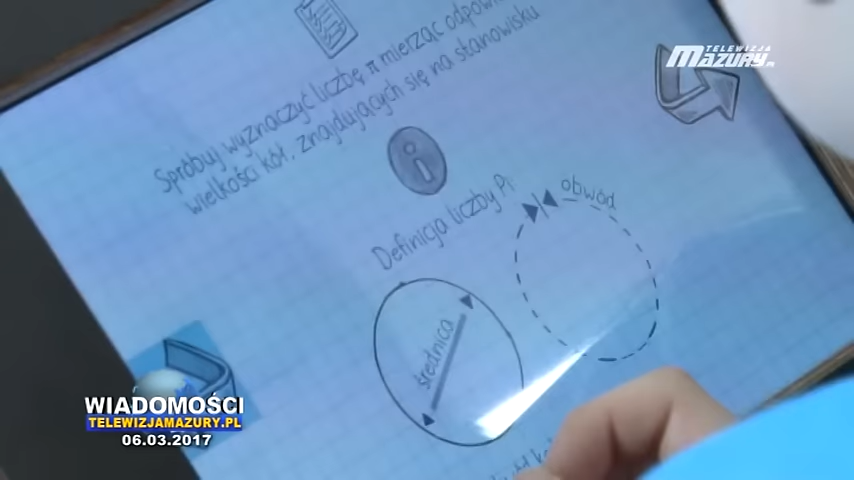 Spróbuj wyznaczyć liczbę π mierząc
wielkości kół, znajdujących się na stanowisku
i
Definicja liczby Pi
obwód
średnica
TELEWIZJA
MAZURY.PL
WIADOMOŚCI
TELEWIZJAMAZURY.PL
06.03.2017